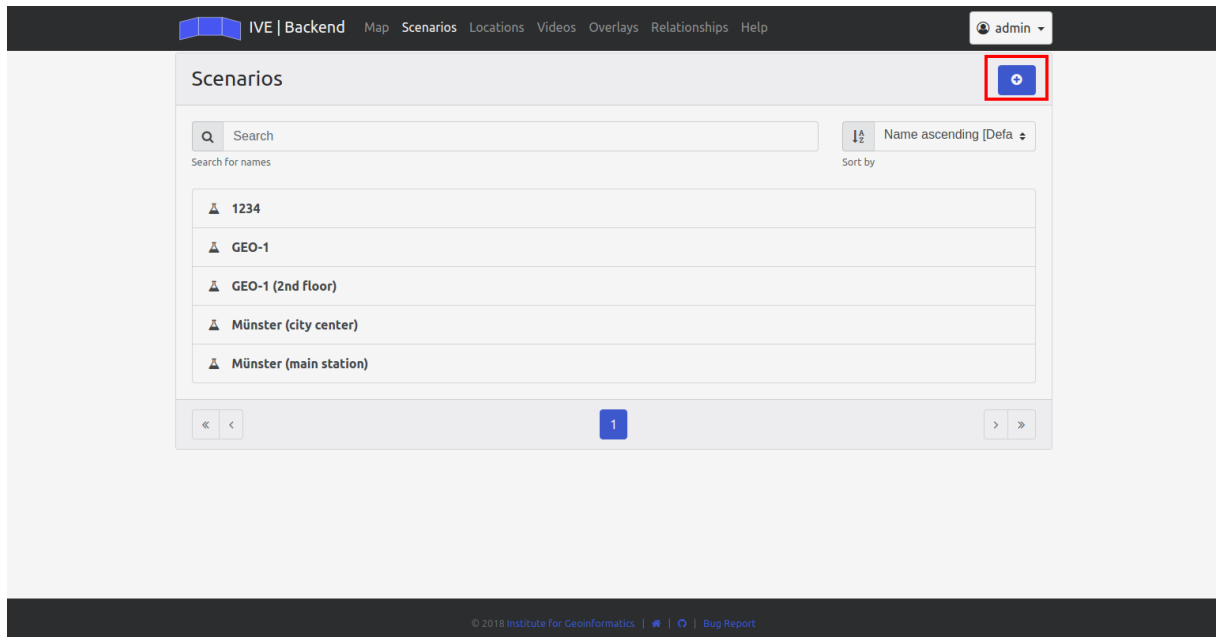 IVE | Backend Map Scenarios Locations Videos Overlays Relationships Help admin
Scenarios
Search Name ascending [Defa
Search for names Sort by
1234
GEO-1
GEO-1 (2nd floor)
Münster (city center)
Münster (main station)
« ‹ 1 › »
© 2018 Institute for Geoinformatics | | | Bug Report